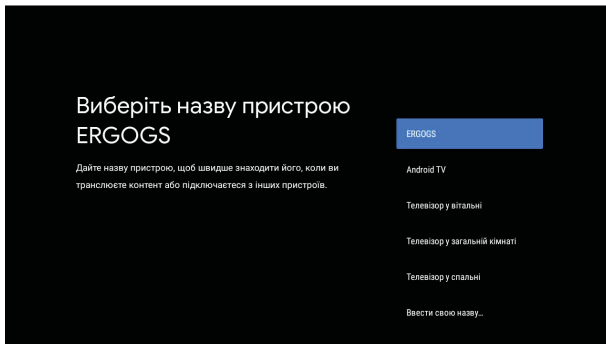 Виберіть назву пристрою
ERGOGS
Дайте назву пристрою, щоб швидше знаходити його, коли ви
транслюєте контент або підключаєтеся з інших пристроїв.
ERGOGS
Android TV
Телевізор у вітальні
Телевізор у загальній кімнаті
Телевізор у спальні
Ввести свою назву…